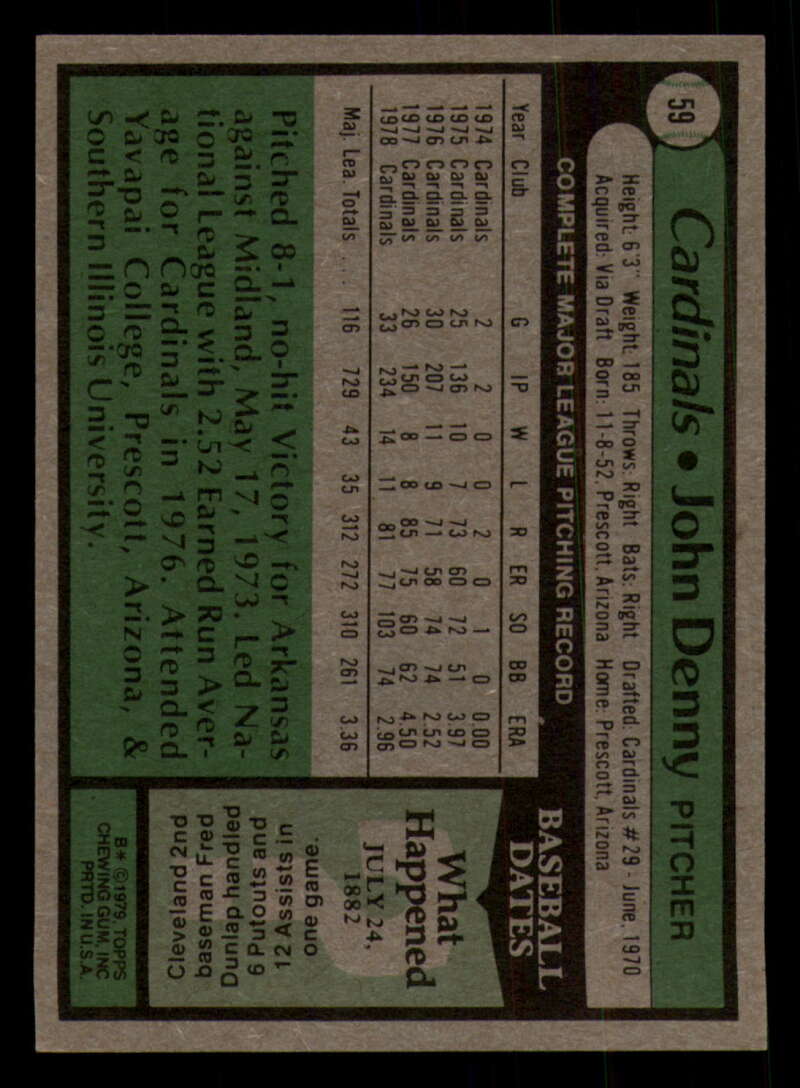 59
Cardinals • John Denny PITCHER
Height: 6'3" Weight: 185 Throws: Right Bats: Right Drafted: Cardinals #29 - June, 1970
Acquired: Via Draft Born: 11-8-52, Prescott, Arizona Home: Prescott, Arizona
COMPLETE MAJOR LEAGUE PITCHING RECORD
Year Club G IP W L R ER SO BB ERA
1974 Cardinals 2 2 0 0 2 0 1 0 0.00
1975 Cardinals 25 136 10 7 73 60 72 51 3.97
1976 Cardinals 30 207 11 9 71 58 74 74 2.52
1977 Cardinals 26 150 8 8 85 75 60 62 4.50
1978 Cardinals 33 234 14 11 81 77 103 74 2.96
Maj. Lea. Totals .... 116 729 43 35 312 272 310 261 3.36
Pitched 8-1, no-hit Victory for Arkansas
against Midland, May 17, 1973. Led Na-
tional League with 2.52 Earned Run Aver-
age for Cardinals in 1976. Attended
Yavapai College, Prescott, Arizona, &
Southern Illinois University.
BASEBALL
DATES
What
Happened
JULY 24,
1882
Cleveland 2nd
baseman Fred
Dunlap handled
6 Putouts and
12 Assists in
one game.
B* ©1979, TOPPS
CHEWING GUM, INC
PRTD. IN U.S.A.